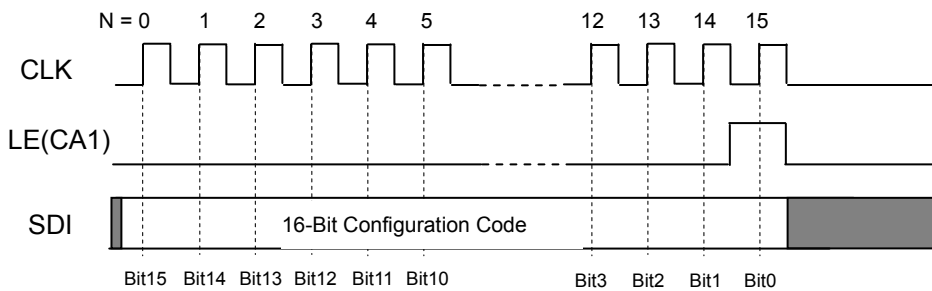 N = 0 1 2 3 4 5 12 13 14 15
CLK
LE(CA1)
SDI 16-Bit Configuration Code
Bit15 Bit14 Bit13 Bit12 Bit11 Bit10 Bit3 Bit2 Bit1 Bit0